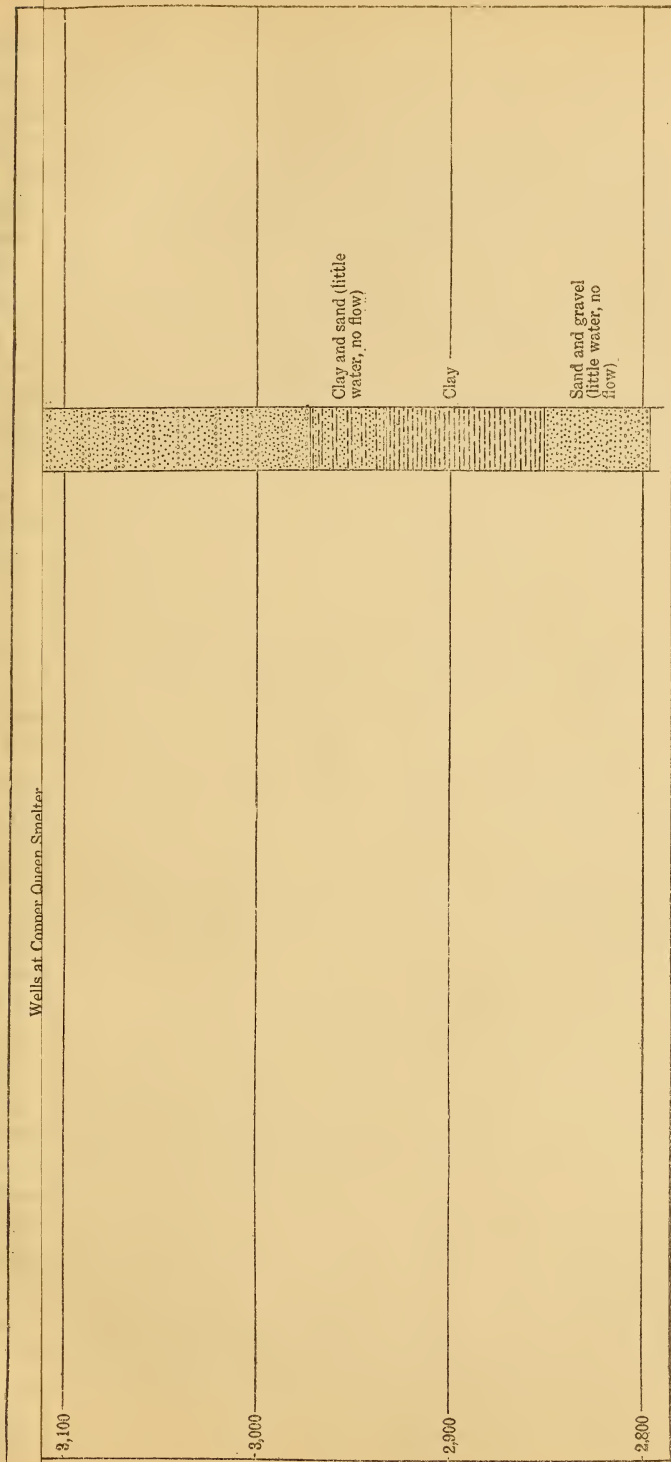 Wells at Copper Queen Smelter
Clay and sand (little
water, no flow)
Clay
Sand and gravel
(little water, no
flow)
3,100
3,000
2,900
2,800